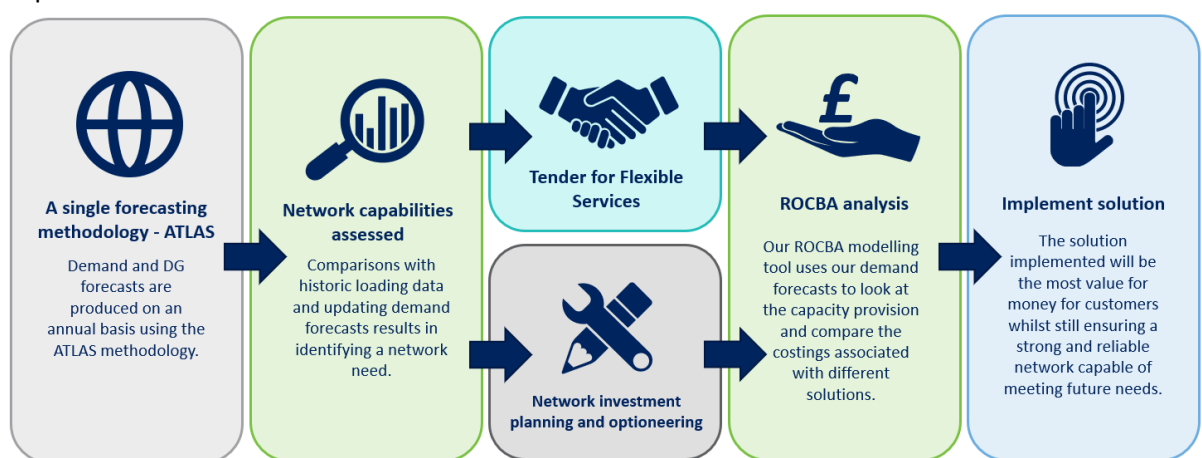 A single forecasting
methodology - ATLAS
Demand and DG
forecasts are
produced on an
annual basis using the
ATLAS methodology.
Network capabilities
assessed
Comparisons with
historic loading data
and updating demand
forecasts results in
identifying a network
need.
Tender for Flexible
Services
Network investment
planning and optioneering
£
ROCBA analysis
Our ROCBA modelling
tool uses our demand
forecasts to look at
the capacity provision
and compare the
costings associated
with different
solutions.
Implement solution
The solution
implemented will be
the most value for
money for customers
whilst still ensuring a
strong and reliable
network capable of
meeting future needs.